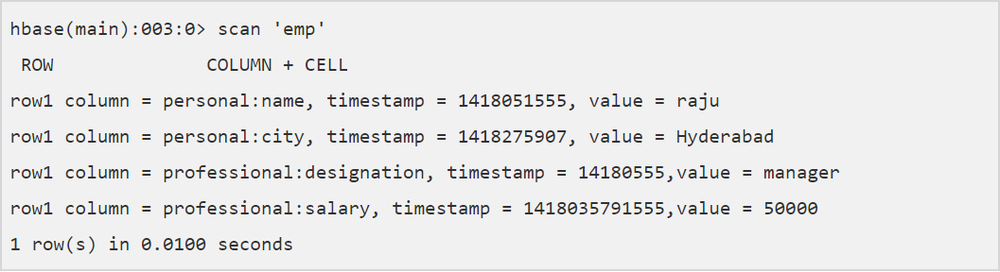 hbase(main):003:0> scan 'emp'
ROW COLUMN + CELL
row1 column = personal:name, timestamp = 1418051555, value = raju
row1 column = personal:city, timestamp = 1418275907, value = Hyderabad
row1 column = professional:designation, timestamp = 14180555,value = manager
row1 column = professional:salary, timestamp = 1418035791555,value = 50000
1 row(s) in 0.0100 seconds